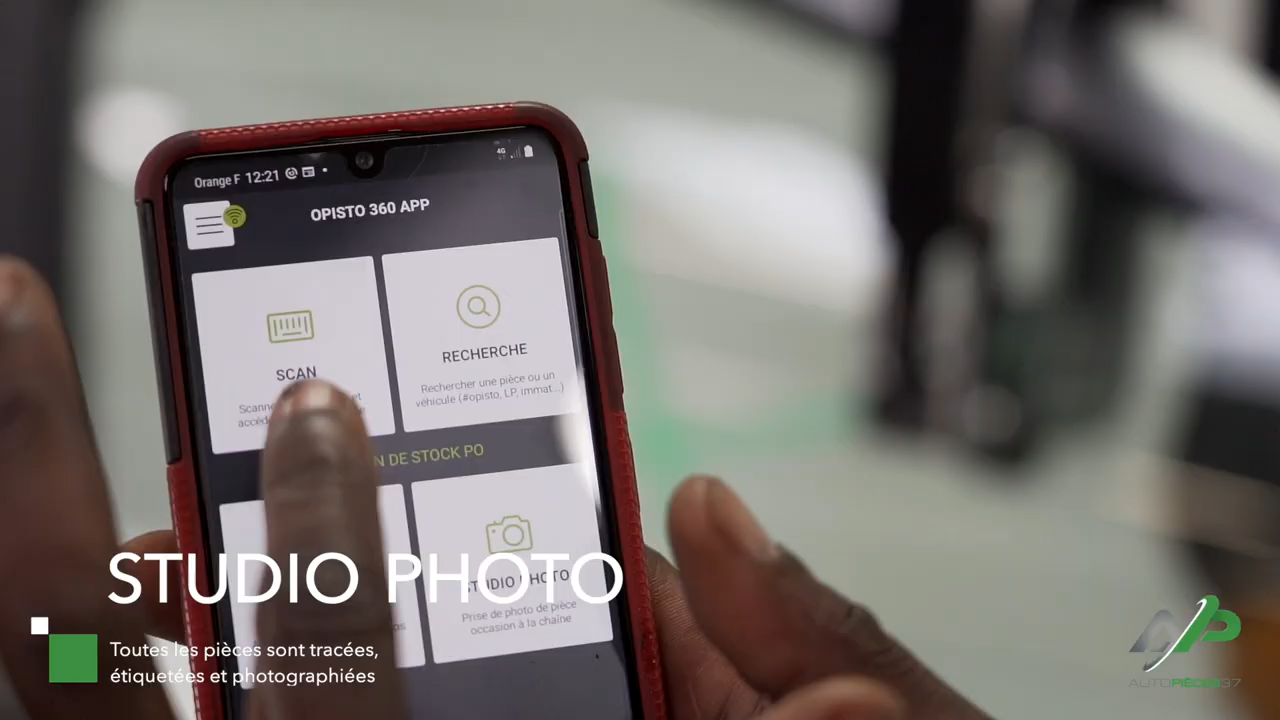 Orange F 12:21
4G
OPISTO 360 APP
SCAN
RECHERCHE
Rechercher une pièce ou un
véhicule (#opisto, LP, immat...)
et
DE STOCK PO
STUDIO PHOTO
Prise de photo de pièce
occasion à la chaîne
STUDIO PHOTO
Toutes les pièces sont tracées,
étiquetées et photographiées
AUTOPIÈCES37